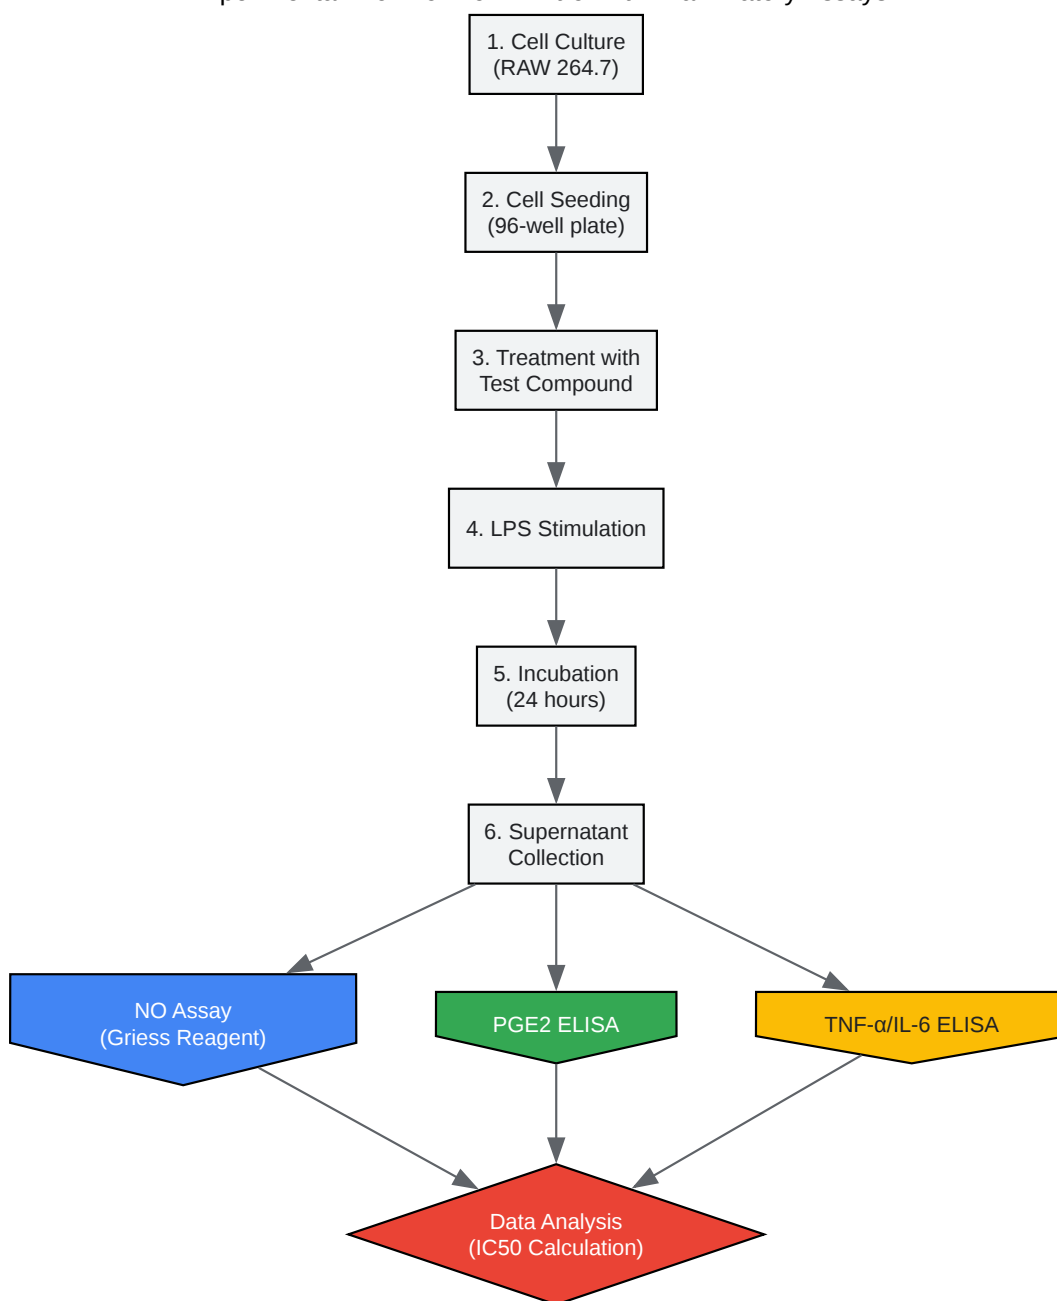 1. Cell Culture
(RAW 264.7)
2. Cell Seeding
(96-well plate)
3. Treatment with
Test Compound
4. LPS Stimulation
5. Incubation
(24 hours)
6. Supernatant
Collection
NO Assay
(Griess Reagent)
PGE2 ELISA
TNF-α/IL-6 ELISA
Data Analysis
(IC50 Calculation)